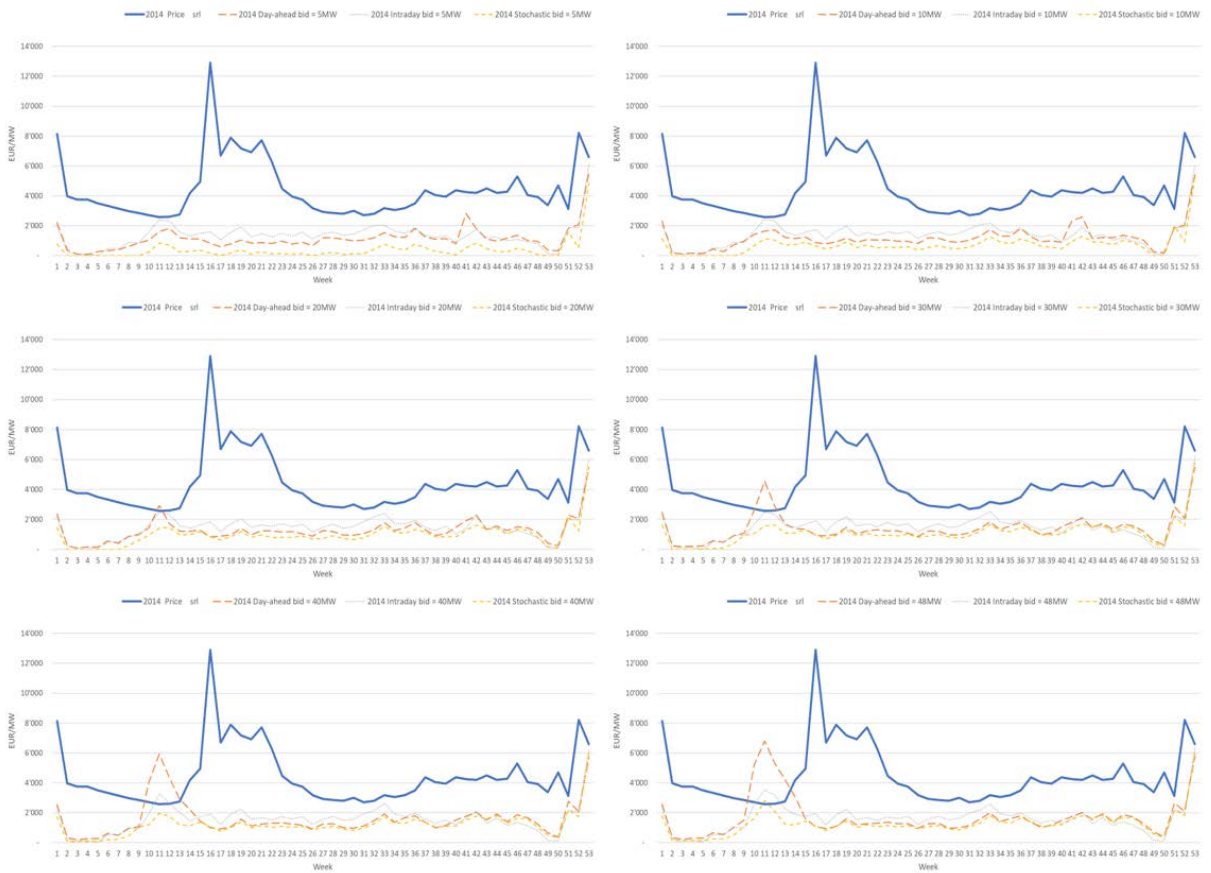 2014 Price srl 2014 Day-ahead bid = 5MW 2014 Intraday bid = 5MW 2014 Stochastic bid = 5MW
14'000
12'000
10'000
8'000
6'000
4'000
2'000
-
EUR/MW
1 2 3 4 5 6 7 8 9 10 11 12 13 14 15 16 17 18 19 20 21 22 23 24 25 26 27 28 29 30 31 32 33 34 35 36 37 38 39 40 41 42 43 44 45 46 47 48 49 50 51 52 53
Week
2014 Price srl 2014 Day-ahead bid = 10MW 2014 Intraday bid = 10MW 2014 Stochastic bid = 10MW
14'000
12'000
10'000
8'000
6'000
4'000
2'000
-
EUR/MW
1 2 3 4 5 6 7 8 9 10 11 12 13 14 15 16 17 18 19 20 21 22 23 24 25 26 27 28 29 30 31 32 33 34 35 36 37 38 39 40 41 42 43 44 45 46 47 48 49 50 51 52 53
Week
2014 Price srl 2014 Day-ahead bid = 20MW 2014 Intraday bid = 20MW 2014 Stochastic bid = 20MW
14'000
12'000
10'000
8'000
6'000
4'000
2'000
-
EUR/MW
1 2 3 4 5 6 7 8 9 10 11 12 13 14 15 16 17 18 19 20 21 22 23 24 25 26 27 28 29 30 31 32 33 34 35 36 37 38 39 40 41 42 43 44 45 46 47 48 49 50 51 52 53
Week
2014 Price srl 2014 Day-ahead bid = 30MW 2014 Intraday bid = 30MW 2014 Stochastic bid = 30MW
14'000
12'000
10'000
8'000
6'000
4'000
2'000
-
EUR/MW
1 2 3 4 5 6 7 8 9 10 11 12 13 14 15 16 17 18 19 20 21 22 23 24 25 26 27 28 29 30 31 32 33 34 35 36 37 38 39 40 41 42 43 44 45 46 47 48 49 50 51 52 53
Week
2014 Price srl 2014 Day-ahead bid = 40MW 2014 Intraday bid = 40MW 2014 Stochastic bid = 40MW
14'000
12'000
10'000
8'000
6'000
4'000
2'000
-
EUR/MW
1 2 3 4 5 6 7 8 9 10 11 12 13 14 15 16 17 18 19 20 21 22 23 24 25 26 27 28 29 30 31 32 33 34 35 36 37 38 39 40 41 42 43 44 45 46 47 48 49 50 51 52 53
Week
2014 Price srl 2014 Day-ahead bid = 48MW 2014 Intraday bid = 48MW 2014 Stochastic bid = 48MW
14'000
12'000
10'000
8'000
6'000
4'000
2'000
-
EUR/MW
1 2 3 4 5 6 7 8 9 10 11 12 13 14 15 16 17 18 19 20 21 22 23 24 25 26 27 28 29 30 31 32 33 34 35 36 37 38 39 40 41 42 43 44 45 46 47 48 49 50 51 52 53
Week